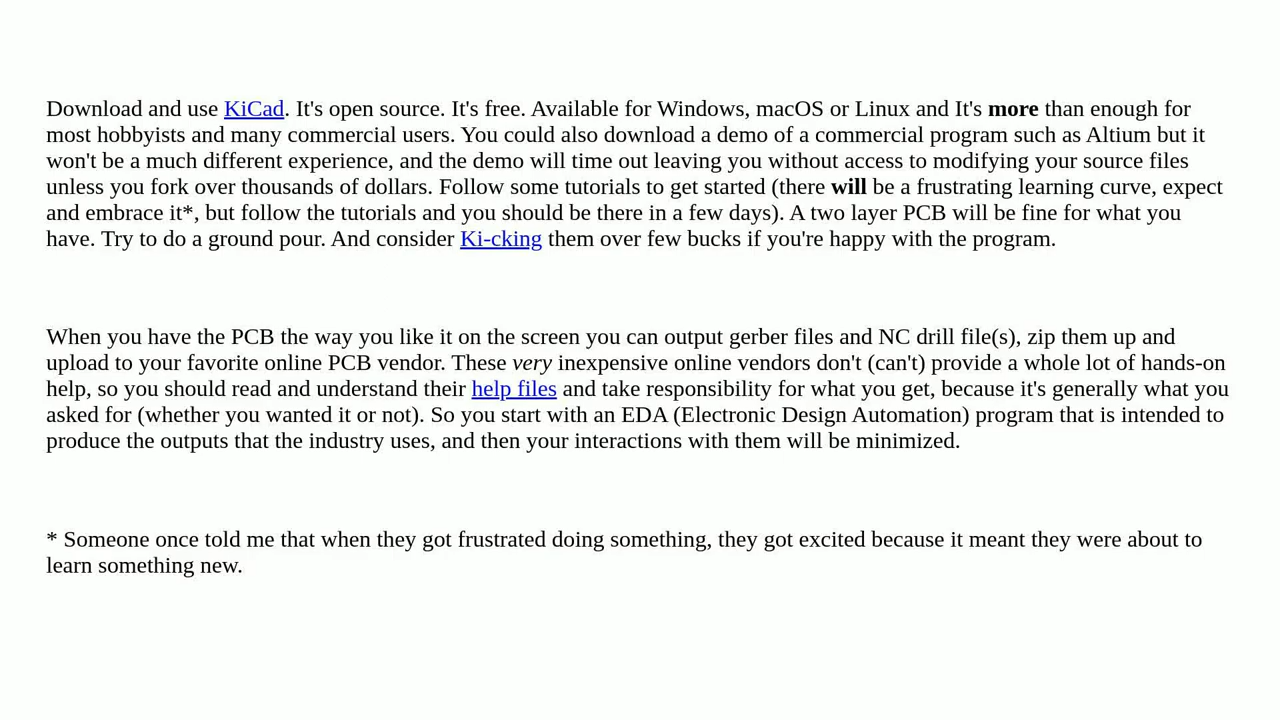 Download and use KiCad. It's open source. It's free. Available for Windows, macOS or Linux and It's more than enough for
most hobbyists and many commercial users. You could also download a demo of a commercial program such as Altium but it
won't be a much different experience, and the demo will time out leaving you without access to modifying your source files
unless you fork over thousands of dollars. Follow some tutorials to get started (there will be a frustrating learning curve, expect
and embrace it*, but follow the tutorials and you should be there in a few days). A two layer PCB will be fine for what you
have. Try to do a ground pour. And consider Ki-cking them over few bucks if you're happy with the program.
When you have the PCB the way you like it on the screen you can output gerber files and NC drill file(s), zip them up and
upload to your favorite online PCB vendor. These very inexpensive online vendors don't (can't) provide a whole lot of hands-on
help, so you should read and understand their help files and take responsibility for what you get, because it's generally what you
asked for (whether you wanted it or not). So you start with an EDA (Electronic Design Automation) program that is intended to
produce the outputs that the industry uses, and then your interactions with them will be minimized.
* Someone once told me that when they got frustrated doing something, they got excited because it meant they were about to
learn something new.